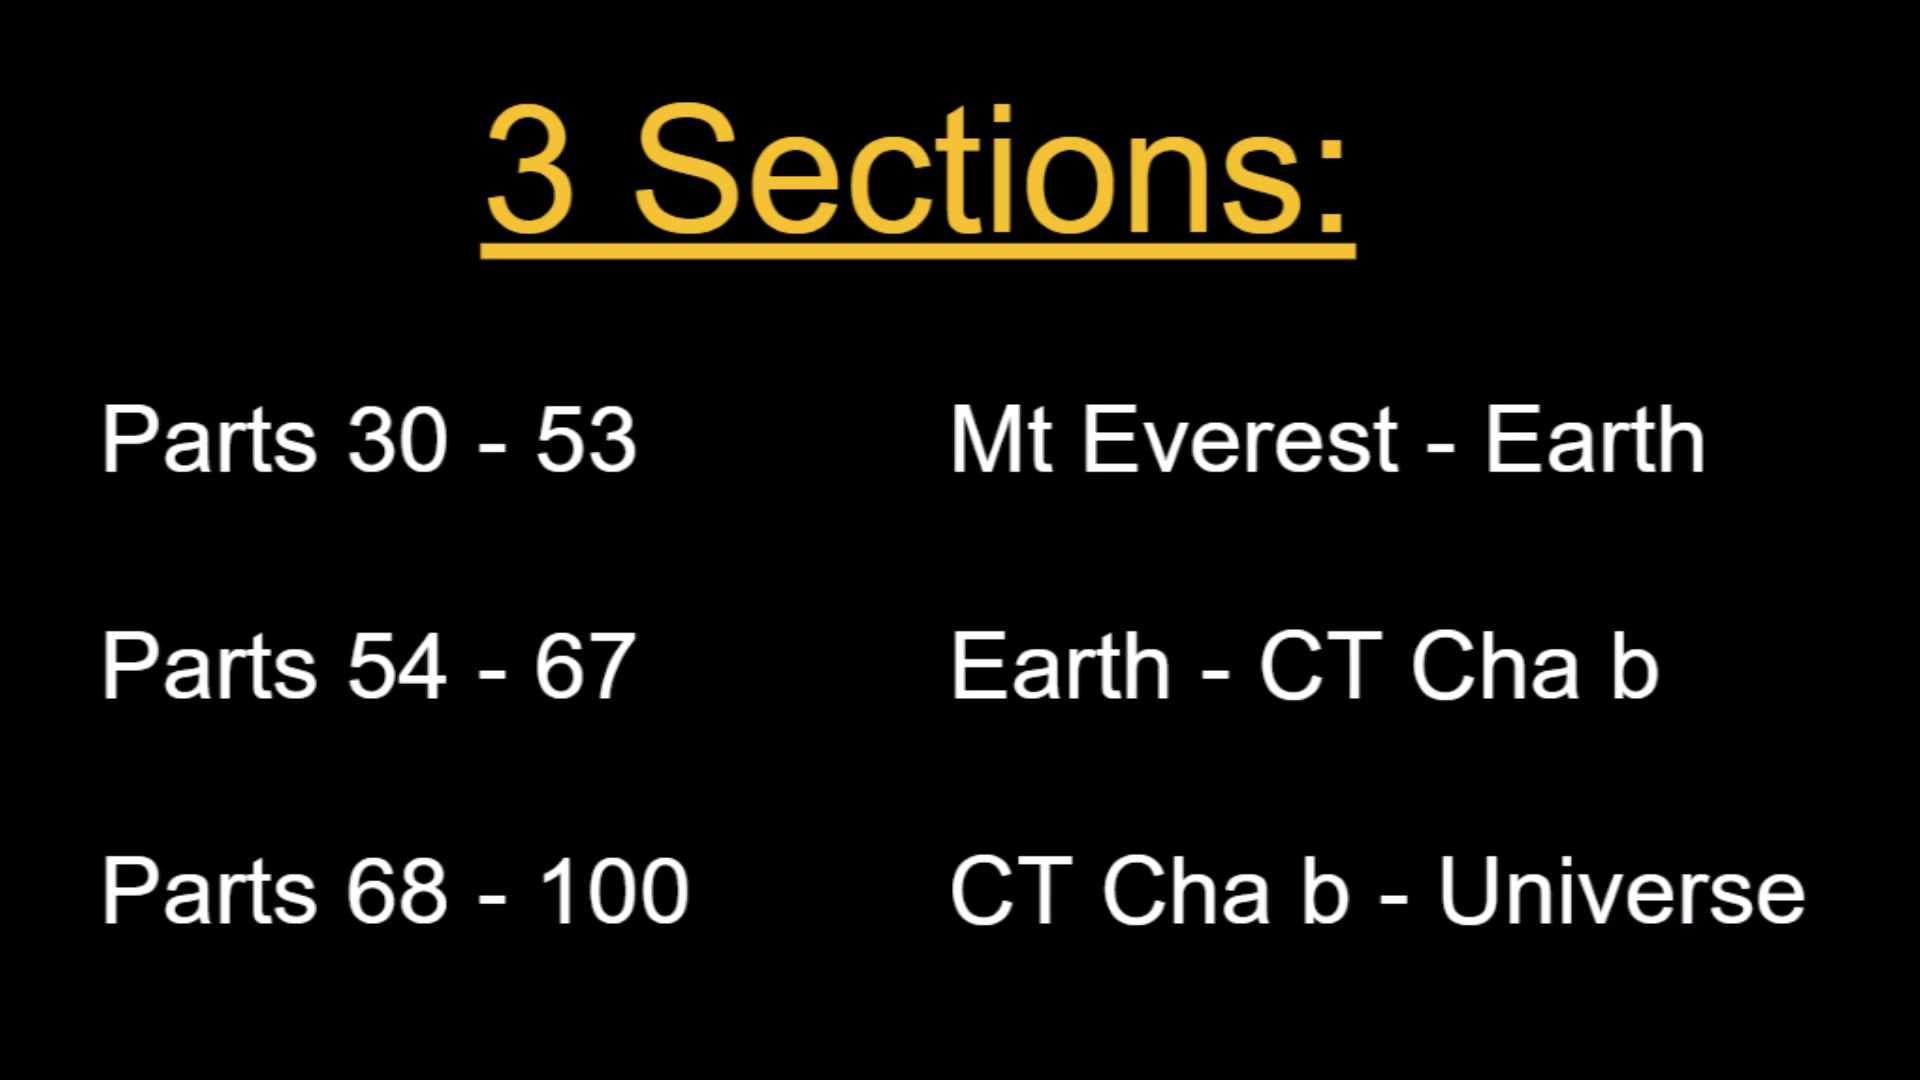 3 Sections:
Parts 30 - 53 Mt Everest - Earth
Parts 54 - 67 Earth - CT Cha b
Parts 68 - 100 CT Cha b - Universe